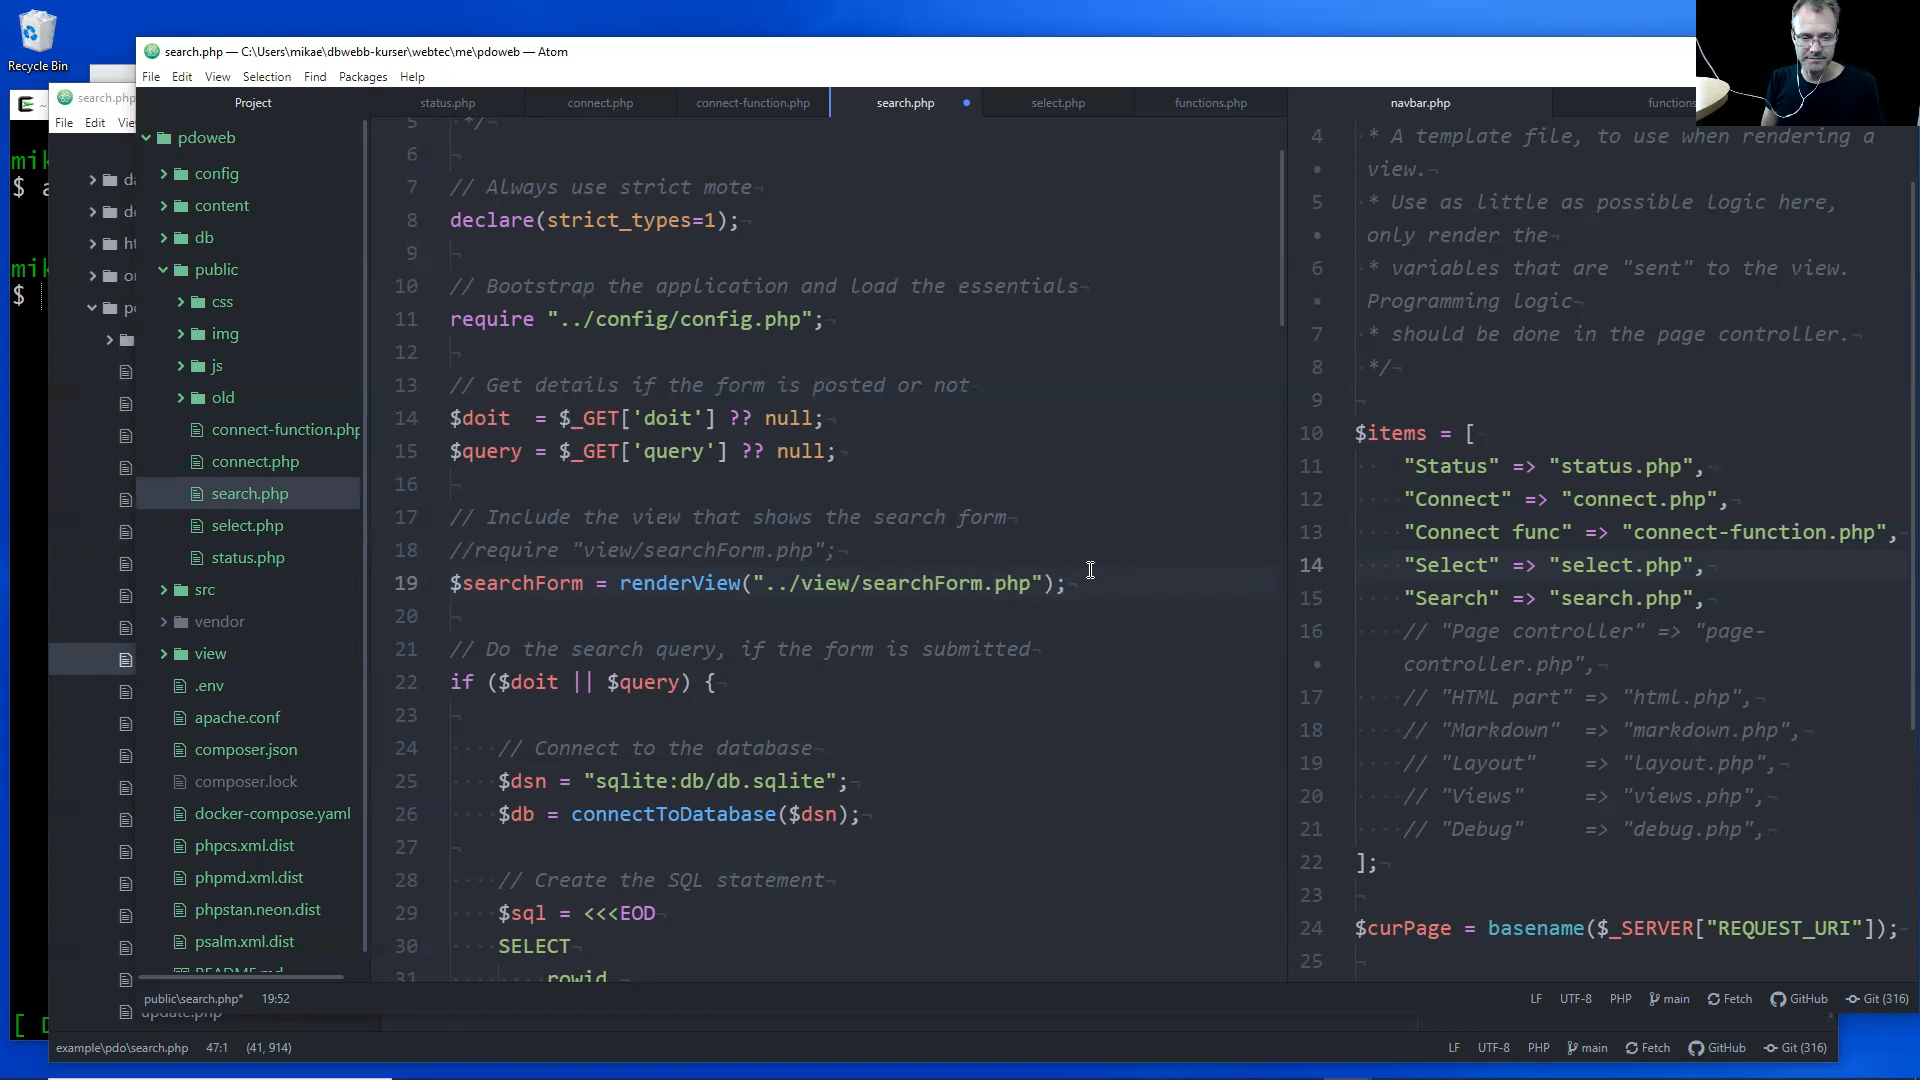 Recycle Bin
search.php — C:\Users\mikae\dbwebb-kurser\webtec\me\pdoweb — Atom
File Edit View Selection Find Packages Help
search.php
File Edit
Project
status.php
connect.php
connect-function.php
search.php
select.php
functions.php
navbar.php
functions
pdoweb
config
content
db
public
css
img
js
old
connect-function.php
connect.php
search.php
select.php
status.php
src
vendor
view
.env
apache.conf
composer.json
composer.lock
docker-compose.yaml
phpcs.xml.dist
phpmd.xml.dist
phpstan.neon.dist
psalm.xml.dist
README.md
5 */
6
7 // Always use strict mote
8 declare(strict_types=1);
9
10 // Bootstrap the application and load the essentials
11 require "../config/config.php";
12
13 // Get details if the form is posted or not
14 $doit  = $_GET['doit'] ?? null;
15 $query = $_GET['query'] ?? null;
16
17 // Include the view that shows the search form
18 //require "view/searchForm.php";
19 $searchForm = renderView("../view/searchForm.php");
20
21 // Do the search query, if the form is submitted
22 if ($doit || $query) {
23
24 // Connect to the database
25 $dsn = "sqlite:db/db.sqlite";
26 $db = connectToDatabase($dsn);
27
28 // Create the SQL statement
29 $sql = <<<EOD
30 SELECT
31 rowid
4 * A template file, to use when rendering a
view.
5 * Use as little as possible logic here,
only render the
6 * variables that are "sent" to the view.
Programming logic
7 * should be done in the page controller.
8 */
9
10 $items = [
11 "Status" => "status.php",
12 "Connect" => "connect.php",
13 "Connect func" => "connect-function.php",
14 "Select" => "select.php",
15 "Search" => "search.php",
16 // "Page controller" => "page-
controller.php",
17 // "HTML part" => "html.php",
18 // "Markdown"  => "markdown.php",
19 // "Layout"    => "layout.php",
20 // "Views"     => "views.php",
21 // "Debug"     => "debug.php",
22 ];
23
24 $curPage = basename($_SERVER["REQUEST_URI"]);
25
public\search.php* 19:52
LF UTF-8 PHP main Fetch GitHub Git (316)
update.php
example\pdo\search.php 47:1 (41, 914)
LF UTF-8 PHP main Fetch GitHub Git (316)